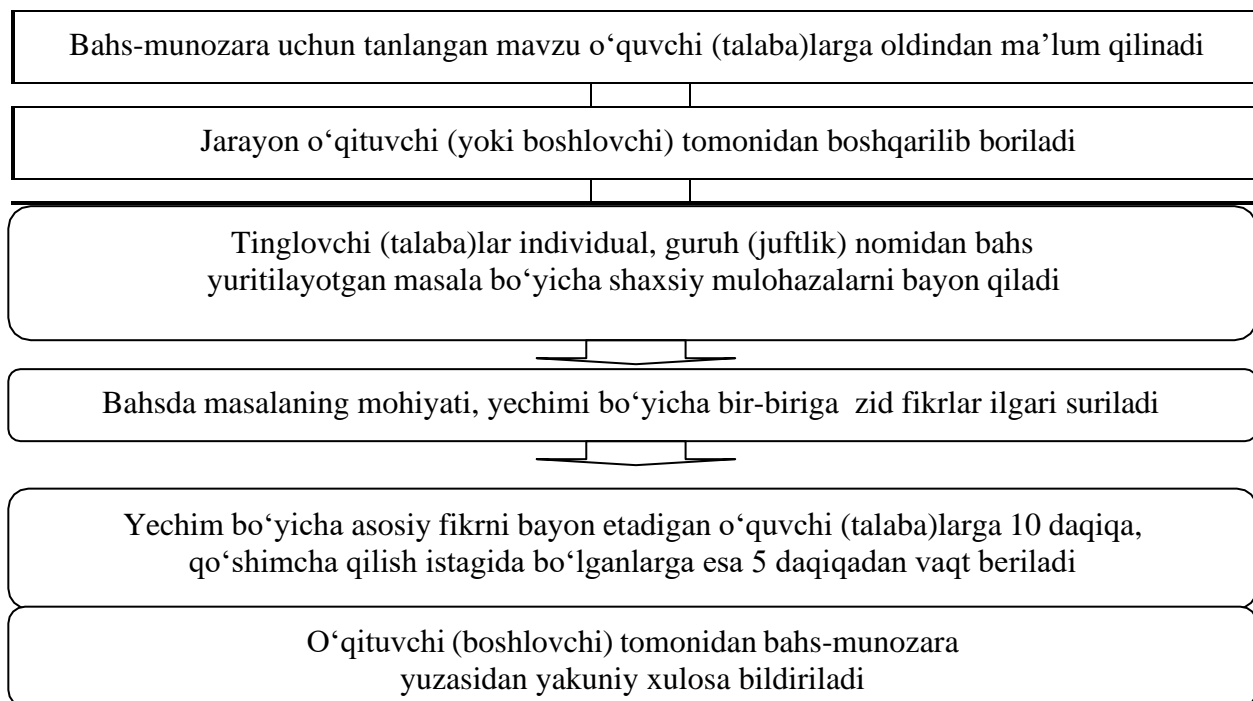 Bahs-munozara uchun tanlangan mavzu o‘quvchi (talaba)larga oldindan ma’lum qilinadi
Jarayon o‘qituvchi (yoki boshlovchi) tomonidan boshqarilib boriladi
Tinglovchi (talaba)lar individual, guruh (juftlik) nomidan bahs
yuritilayotgan masala bo‘yicha shaxsiy mulohazalarni bayon qiladi
Bahsda masalaning mohiyati, yechimi bo‘yicha bir-biriga zid fikrlar ilgari suriladi
Yechim bo‘yicha asosiy fikrni bayon etadigan o‘quvchi (talaba)larga 10 daqiqa,
qo‘shimcha qilish istagida bo‘lganlarga esa 5 daqiqadan vaqt beriladi
O‘qituvchi (boshlovchi) tomonidan bahs-munozara
yuzasidan yakuniy xulosa bildiriladi